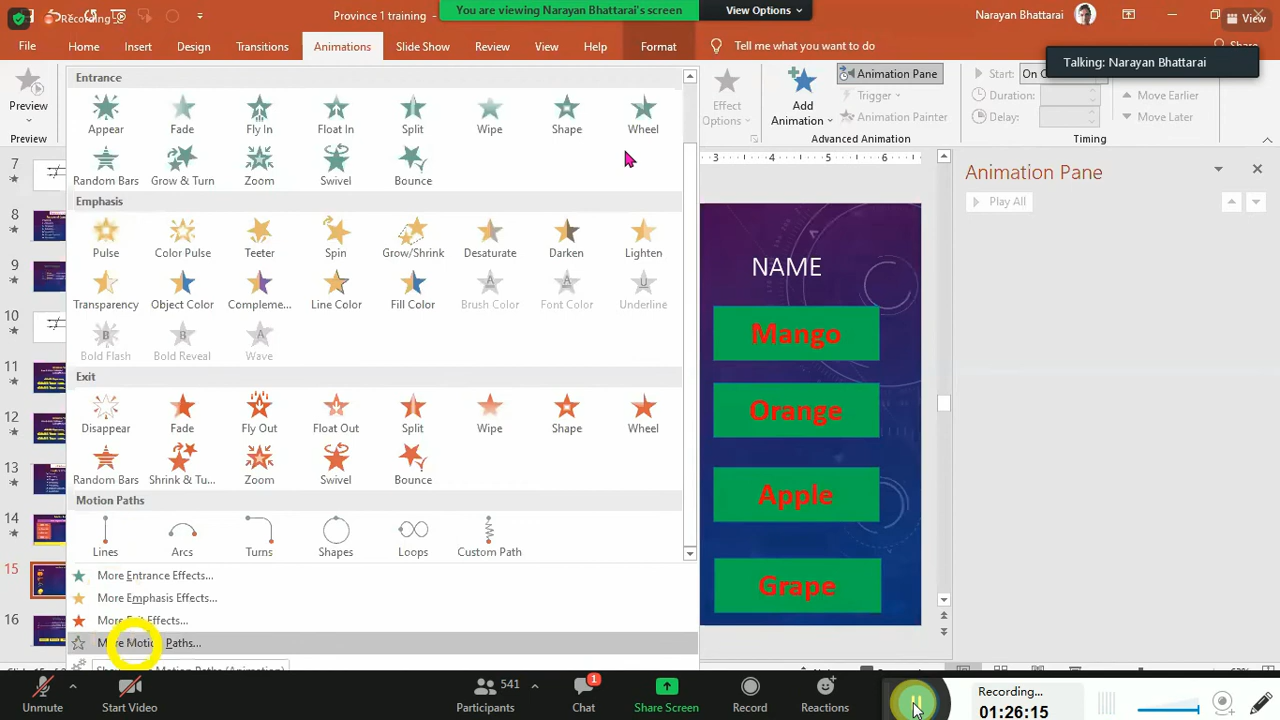 Recording
Province 1 training
You are viewing Narayan Bhattarai's screen
View Options
Narayan Bhattarai
View
File Home Insert Design Transitions Animations Slide Show Review View Help Format Tell me what you want to do
Talking: Narayan Bhattarai
Preview
Preview
Entrance
Appear Fade Fly In Float In Split Wipe Shape Wheel
Random Bars Grow & Turn Zoom Swivel Bounce
Emphasis
Pulse Color Pulse Teeter Spin Grow/Shrink Desaturate Darken Lighten
Transparency Object Color Compleme... Line Color Fill Color Brush Color Font Color Underline
Bold Flash Bold Reveal Wave
Exit
Disappear Fade Fly Out Float Out Split Wipe Shape Wheel
Random Bars Shrink & Tu... Zoom Swivel Bounce
Motion Paths
Lines Arcs Turns Shapes Loops Custom Path
More Entrance Effects...
More Emphasis Effects...
More Exit Effects...
More Motion Paths...
Effect
Options
Add
Animation
Animation Pane
Trigger
Animation Painter
Advanced Animation
Start:
Duration:
Delay:
Move Earlier
Move Later
Timing
7
8
9
10
11
12
13
14
15
16
3 4 5 6
NAME
Mango
Orange
Apple
Grape
Animation Pane
Play All
Unmute
Start Video
541
Participants
1
Chat
Share Screen
Record
Reactions
Recording...
01:26:15